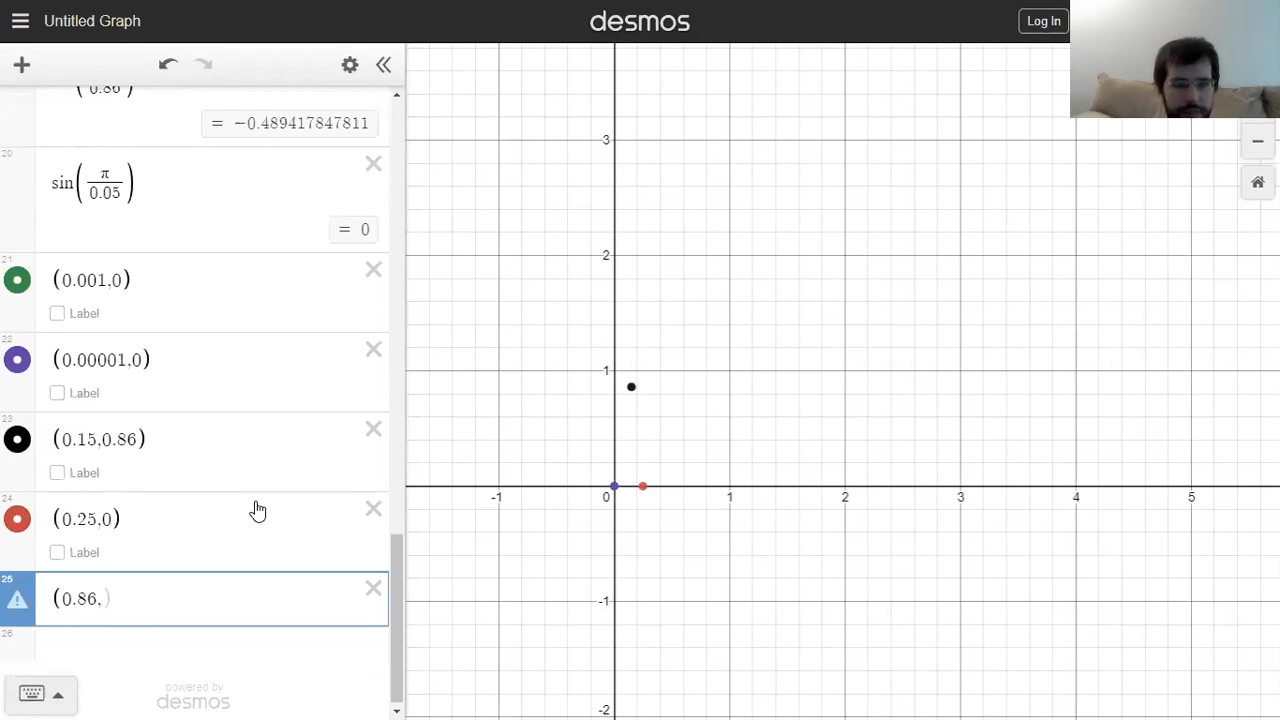 Untitled Graph
desmos
Log In
(0.86)
= −0.489417847811
20
sin(π/0.05)
= 0
21
(0.001,0)
Label
22
(0.00001,0)
Label
23
(0.15,0.86)
Label
24
(0.25,0)
Label
25
(0.86,)
26
powered by
desmos
3
2
1
-1
0
1
2
3
4
5
-1
-2